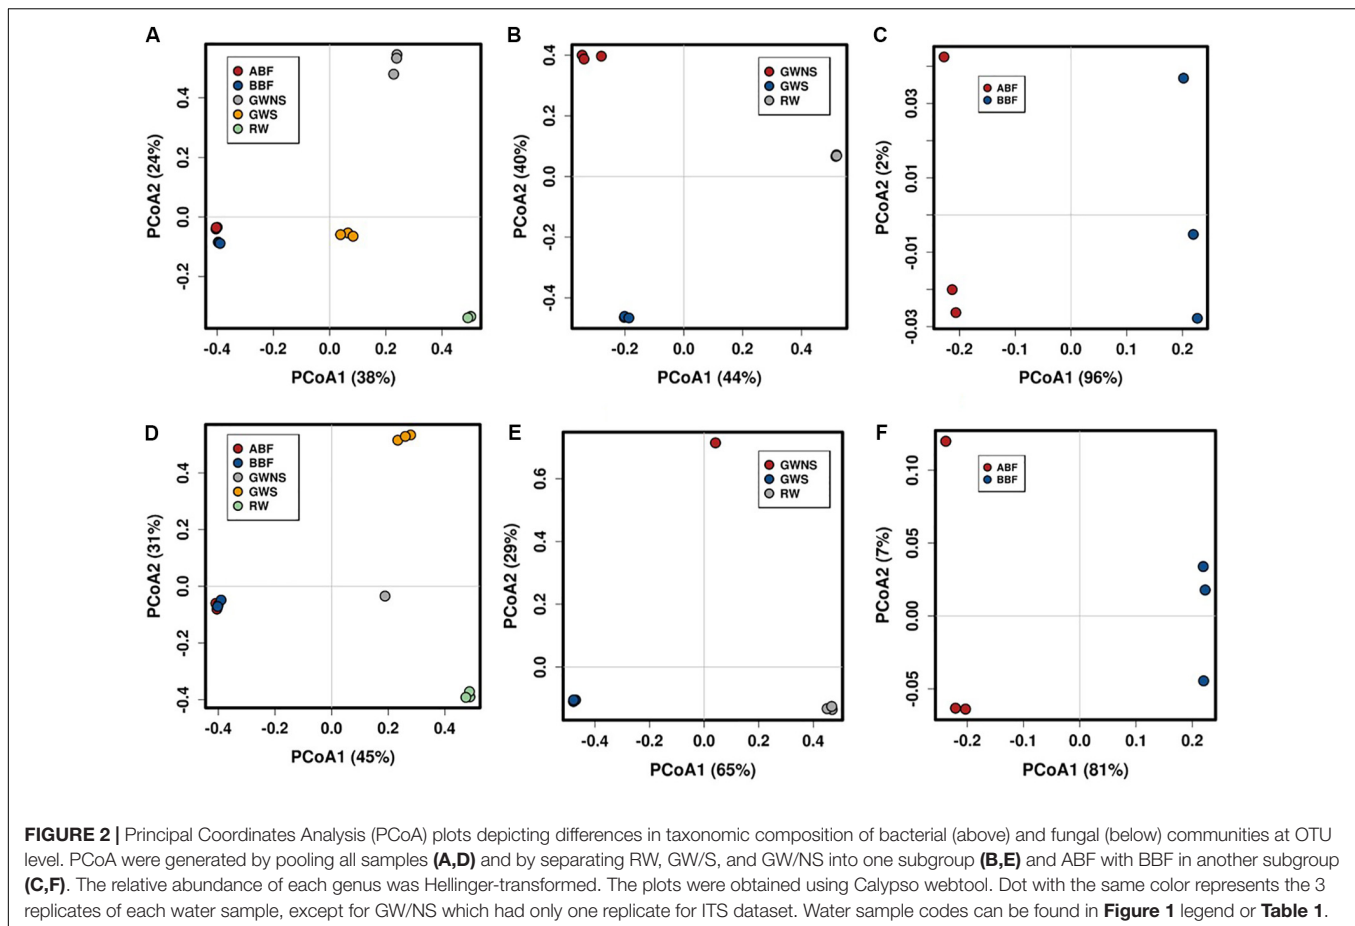 A
ABF
BBF
GWNS
GWS
RW
0.4
0.2
0.0
-0.2
PCoA2 (24%)
-0.4 -0.2 0.0 0.2 0.4
PCoA1 (38%)
B
GWNS
GWS
RW
0.4
0.2
0.0
-0.2
-0.4
PCoA2 (40%)
-0.2 0.0 0.2 0.4
PCoA1 (44%)
C
ABF
BBF
0.03
0.01
-0.01
-0.03
PCoA2 (2%)
-0.2 -0.1 0.0 0.1 0.2
PCoA1 (96%)
D
ABF
BBF
GWNS
GWS
RW
0.4
0.2
0.0
-0.2
-0.4
PCoA2 (31%)
-0.4 -0.2 0.0 0.2 0.4
PCoA1 (45%)
E
GWNS
GWS
RW
0.6
0.4
0.2
0.0
PCoA2 (29%)
-0.4 -0.2 0.0 0.2 0.4
PCoA1 (65%)
F
ABF
BBF
0.10
0.05
0.00
-0.05
PCoA2 (7%)
-0.2 -0.1 0.0 0.1 0.2
PCoA1 (81%)
FIGURE 2 | Principal Coordinates Analysis (PCoA) plots depicting differences in taxonomic composition of bacterial (above) and fungal (below) communities at OTU
level. PCoA were generated by pooling all samples (A,D) and by separating RW, GW/S, and GW/NS into one subgroup (B,E) and ABF with BBF in another subgroup
(C,F). The relative abundance of each genus was Hellinger-transformed. The plots were obtained using Calypso webtool. Dot with the same color represents the 3
replicates of each water sample, except for GW/NS which had only one replicate for ITS dataset. Water sample codes can be found in Figure 1 legend or Table 1.